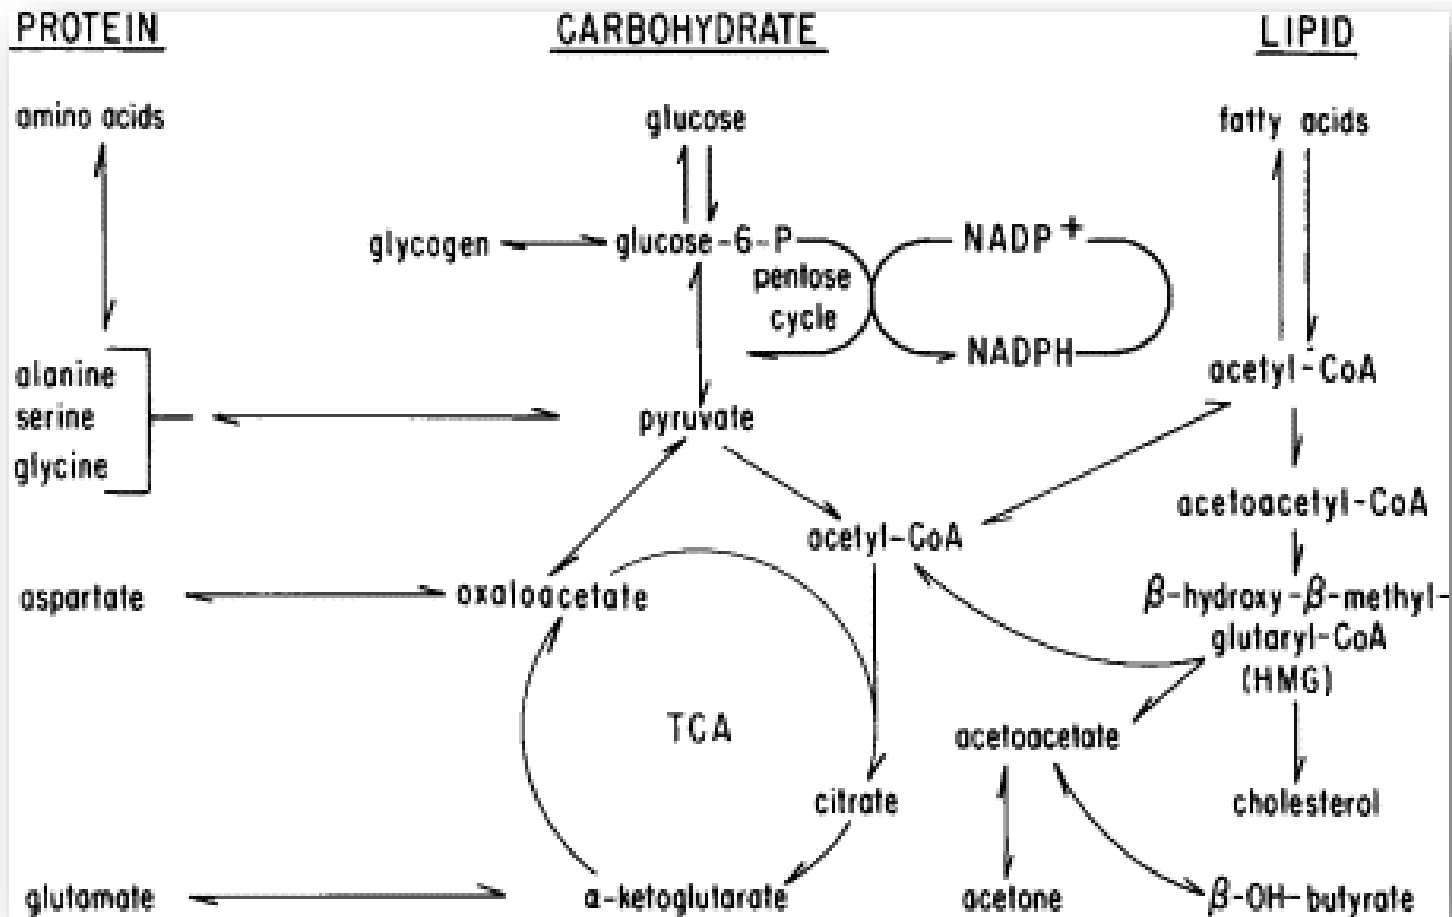 PROTEIN
CARBOHYDRATE
LIPID
amino acids
glucose
fatty acids
glycogen
glucose-6-P
NADP+
pentose
cycle
NADPH
alanine
serine
glycine
pyruvate
acetyl-CoA
acetoacetyl-CoA
acetyl-CoA
aspartate
oxaloacetate
β-hydroxy-β-methyl-
glutaryl-CoA
(HMG)
TCA
acetoacetate
citrate
cholesterol
glutamate
α-ketoglutarate
acetone
β-OH-butyrate